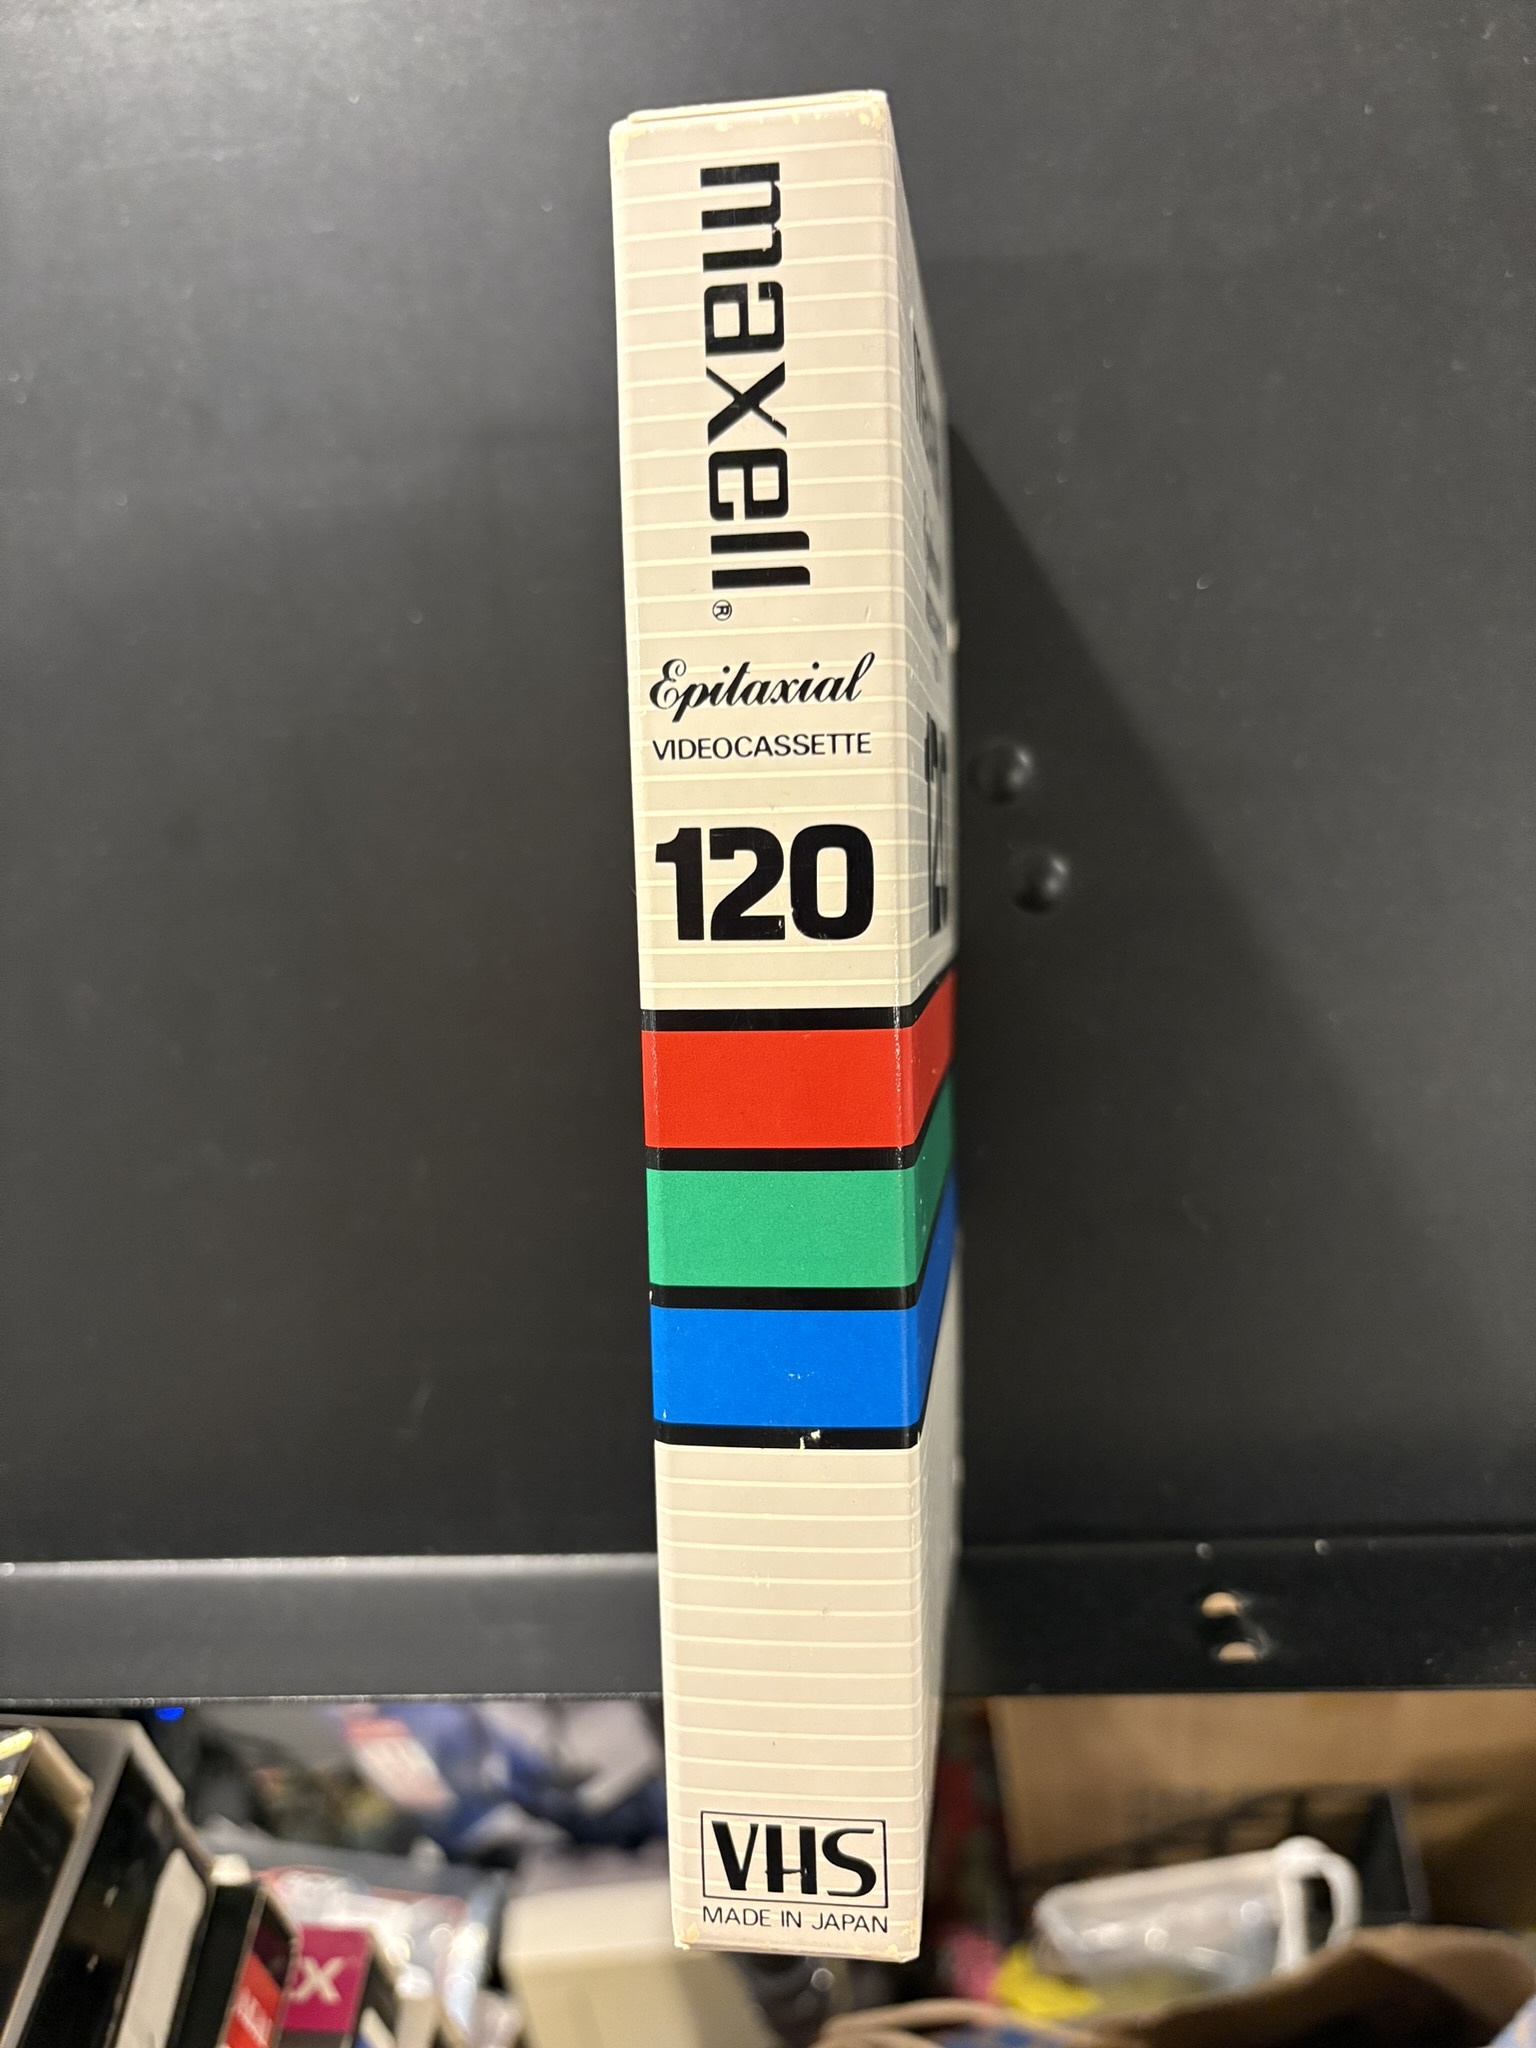 maxell®
Epitaxial
VIDEOCASSETTE
120
VHS
MADE IN JAPAN